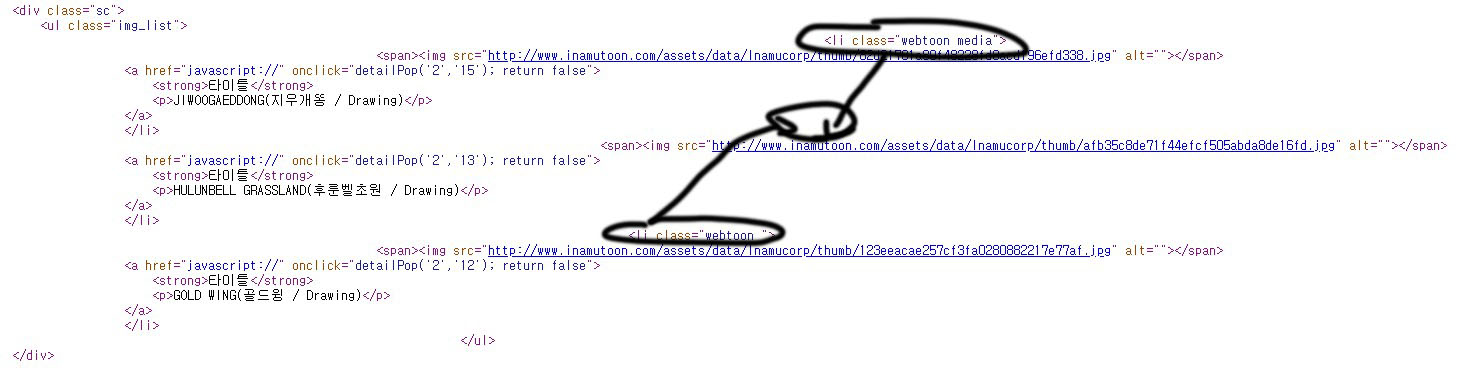 <div class="sc">
<ul class="img_list">
<li class="webtoon media">
<span><img src="http://www.inamutoon.com/assets/data/Inamucorp/thumb/ .jpg" alt=""></span>
<a href="javascript://" onclick="detailPop('2','15'); return false">
<strong>타이틀</strong>
<p>JIWOOGAEDDONG(지우개똥 / Drawing)</p>
</a>
</li>
<span><img src="http://www.inamutoon.com/assets/data/Inamucorp/thumb/afb35c8de71f44efcf505abda8de16fd.jpg" alt=""></span>
<a href="javascript://" onclick="detailPop('2','13'); return false">
<strong>타이틀</strong>
<p>HULUNBELL GRASSLAND(후룬벨초원 / Drawing)</p>
</a>
</li>
<li class="webtoon ">
<span><img src="http://www.inamutoon.com/assets/data/Inamucorp/thumb/123eeacae257cf3fa0280882217e77af.jpg" alt=""></span>
<a href="javascript://" onclick="detailPop('2','12'); return false">
<strong>타이틀</strong>
<p>GOLD WING(골드윙 / Drawing)</p>
</a>
</li>
</ul>
</div>